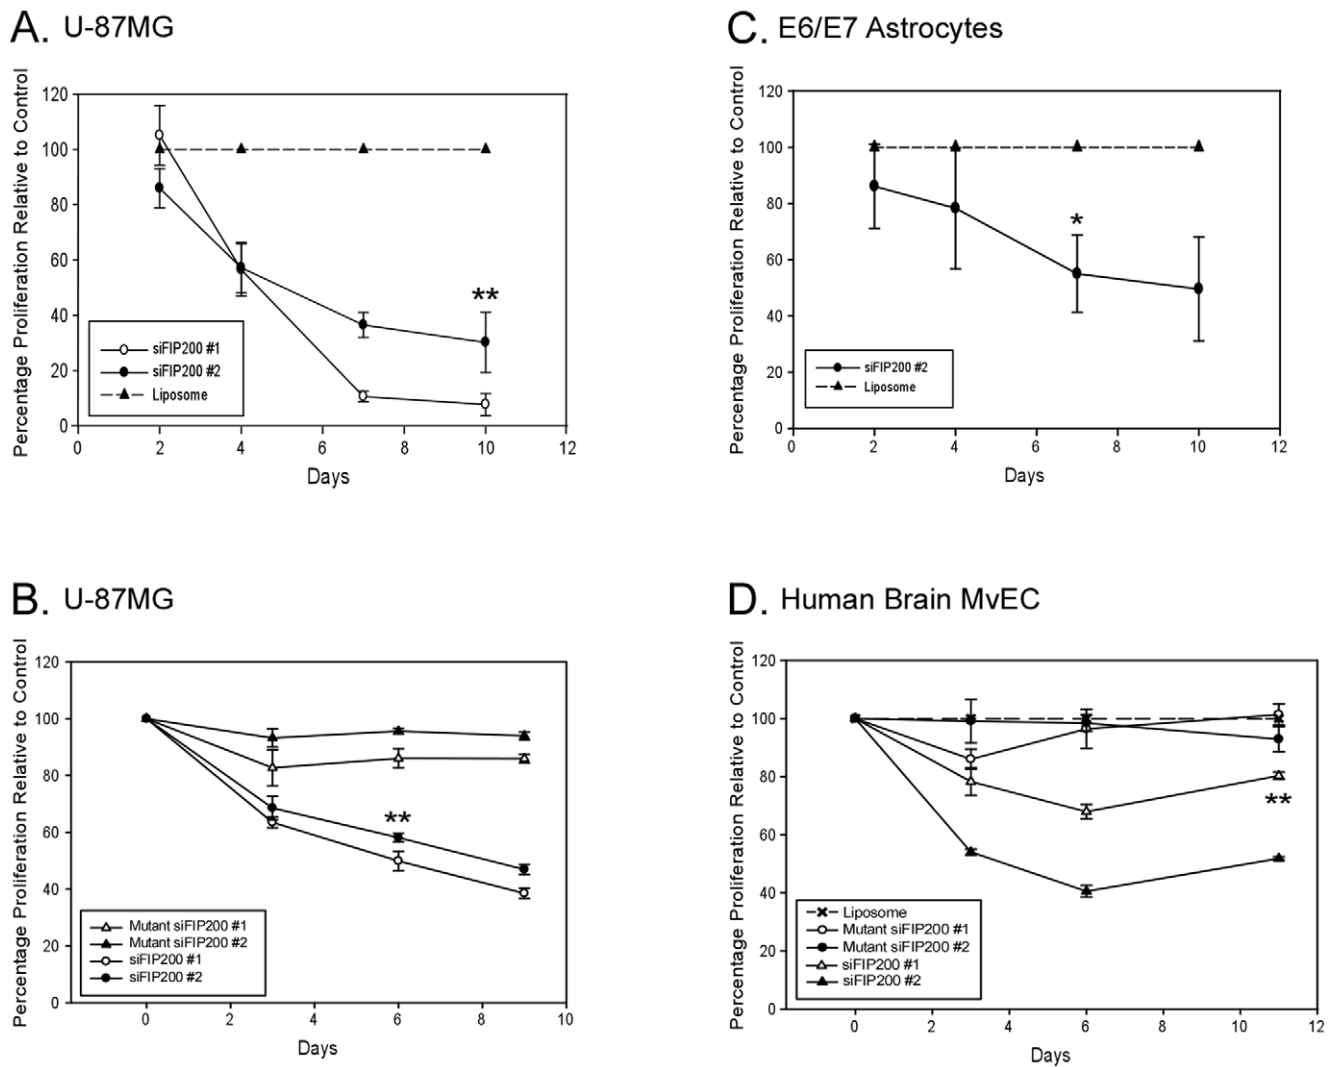 A. U-87MG
Percentage Proliferation Relative to Control
120
100
80
60
40
20
0
**
siFIP200 #1
siFIP200 #2
Liposome
0 2 4 6 8 10 12
Days
C. E6/E7 Astrocytes
Percentage Proliferation Relative to Control
120
100
80
60
40
20
0
*
siFIP200 #2
Liposome
0 2 4 6 8 10 12
Days
B. U-87MG
Percentage Proliferation Relative to Control
120
100
80
60
40
20
0
**
Mutant siFIP200 #1
Mutant siFIP200 #2
siFIP200 #1
siFIP200 #2
0 2 4 6 8 10
Days
D. Human Brain MvEC
Percentage Proliferation Relative to Control
120
100
80
60
40
20
0
**
Liposome
Mutant siFIP200 #1
Mutant siFIP200 #2
siFIP200 #1
siFIP200 #2
0 2 4 6 8 10 12
Days